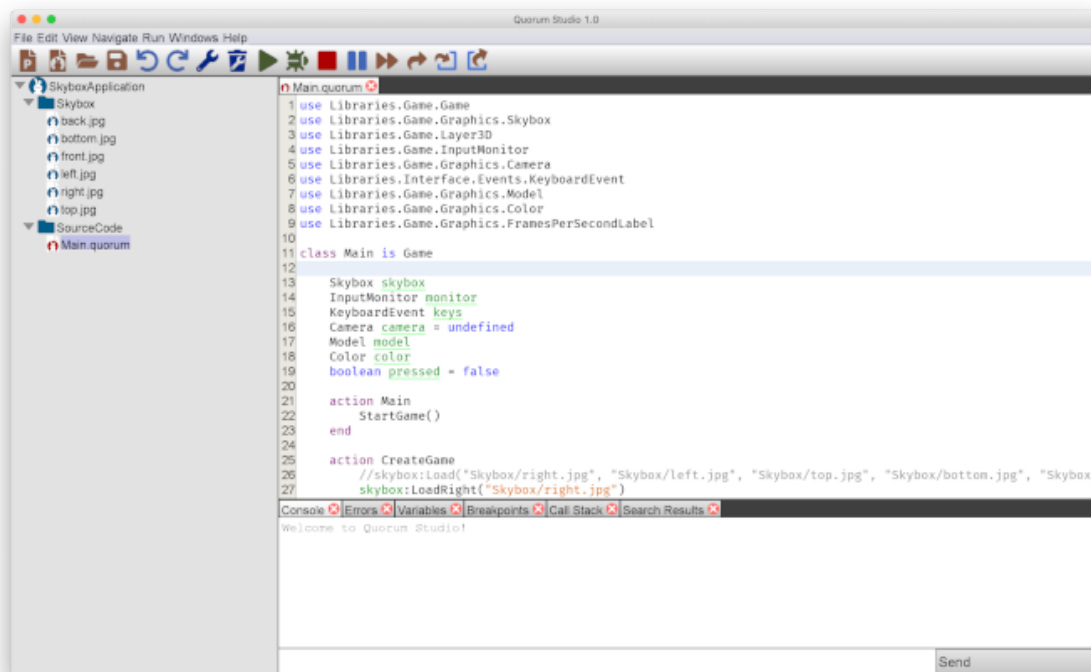 Quorum Studio 1.0
File Edit View Navigate Run Windows Help
SkyboxApplication
Skybox
back.jpg
bottom.jpg
front.jpg
left.jpg
right.jpg
top.jpg
SourceCode
Main.quorum
Main.quorum
1 use Libraries.Game.Game
2 use Libraries.Game.Graphics.Skybox
3 use Libraries.Game.Layer3D
4 use Libraries.Game.InputMonitor
5 use Libraries.Game.Graphics.Camera
6 use Libraries.Interface.Events.KeyboardEvent
7 use Libraries.Game.Graphics.Model
8 use Libraries.Game.Graphics.Color
9 use Libraries.Game.Graphics.FramesPerSecondLabel
10
11 class Main is Game
12
13 Skybox skybox
14 InputMonitor monitor
15 KeyboardEvent keys
16 Camera camera = undefined
17 Model model
18 Color color
19 boolean pressed = false
20
21 action Main
22 StartGame()
23 end
24
25 action CreateGame
26 //skybox:Load("Skybox/right.jpg", "Skybox/left.jpg", "Skybox/top.jpg", "Skybox/bottom.jpg", "Skybox
27 skybox:LoadRight("Skybox/right.jpg")
Console Errors Variables Breakpoints Call Stack Search Results
Welcome to Quorum Studio!
Send